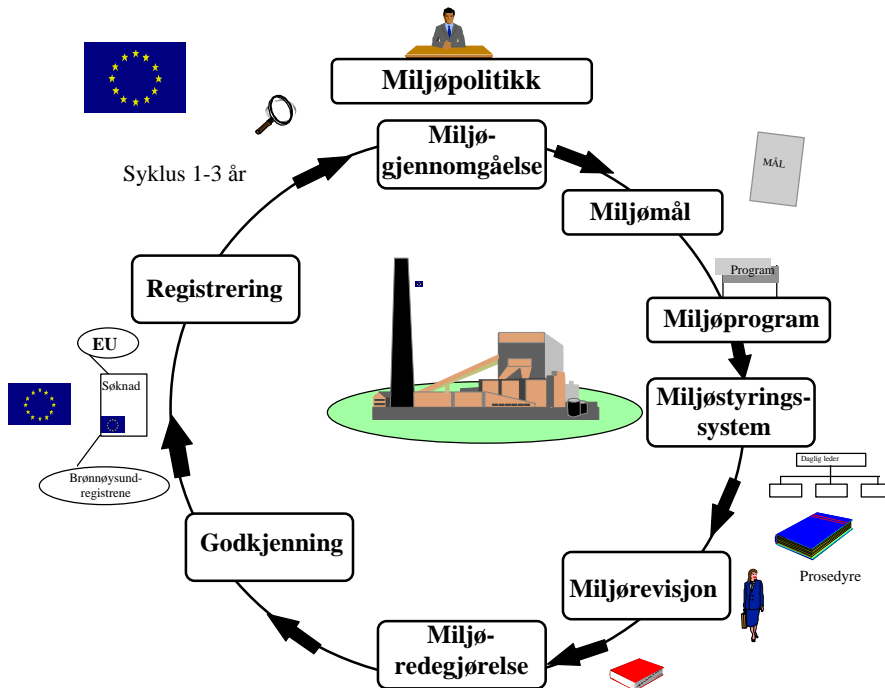 Miljøpolitikk
Miljø-
gjennomgåelse
Syklus 1-3 år
MÅL
Miljømål
Program
Registrering
Miljøprogram
EU
Søknad
Miljøstyrings-
system
Brønnøysund-
registrene
Daglig leder
Godkjenning
Prosedyre
Miljørevisjon
Miljø-
redegjørelse